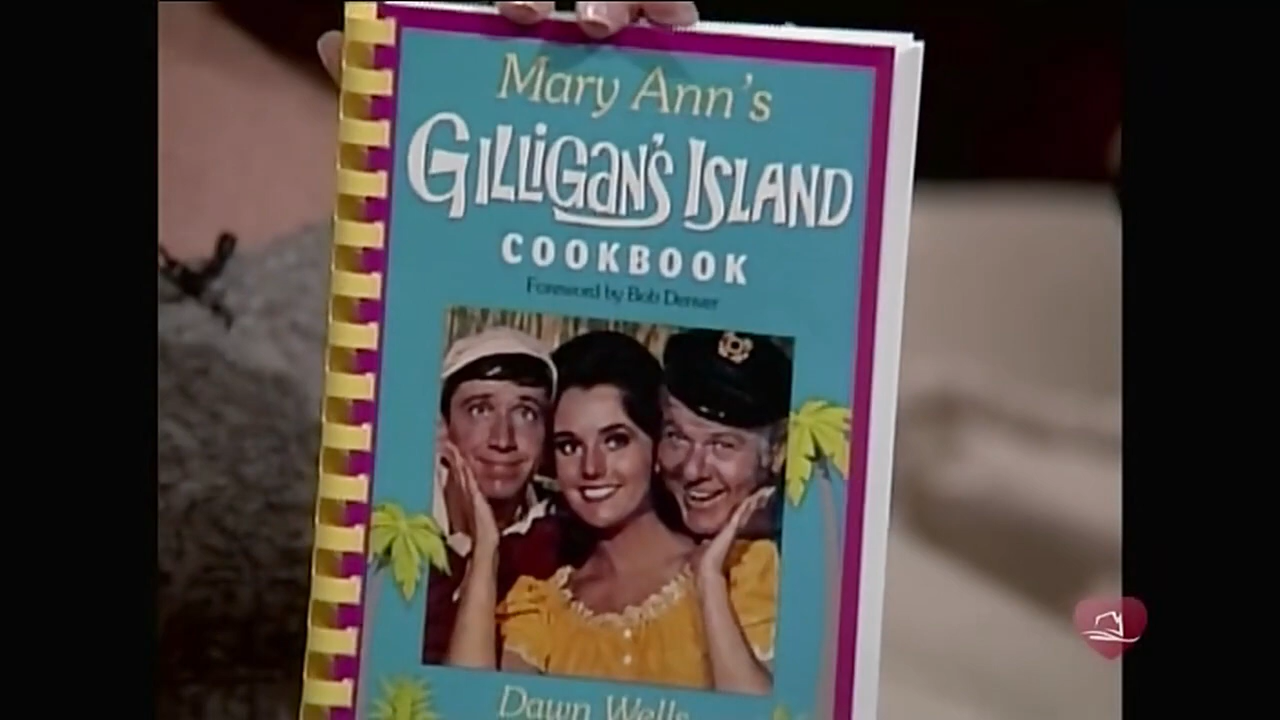 Mary Ann's
GILLIGAN'S ISLAND
COOKBOOK
Foreword by Bob Denver
Dawn Wells